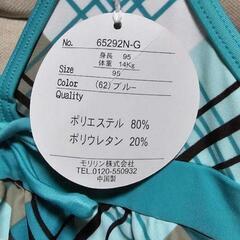 No. 65292N-G
身長 95
体重 14Kg
Size 95
Color (62)ブルー
Quality
ポリエステル 80%
ポリウレタン 20%
モリリン株式会社
TEL.0120-550932
中国製